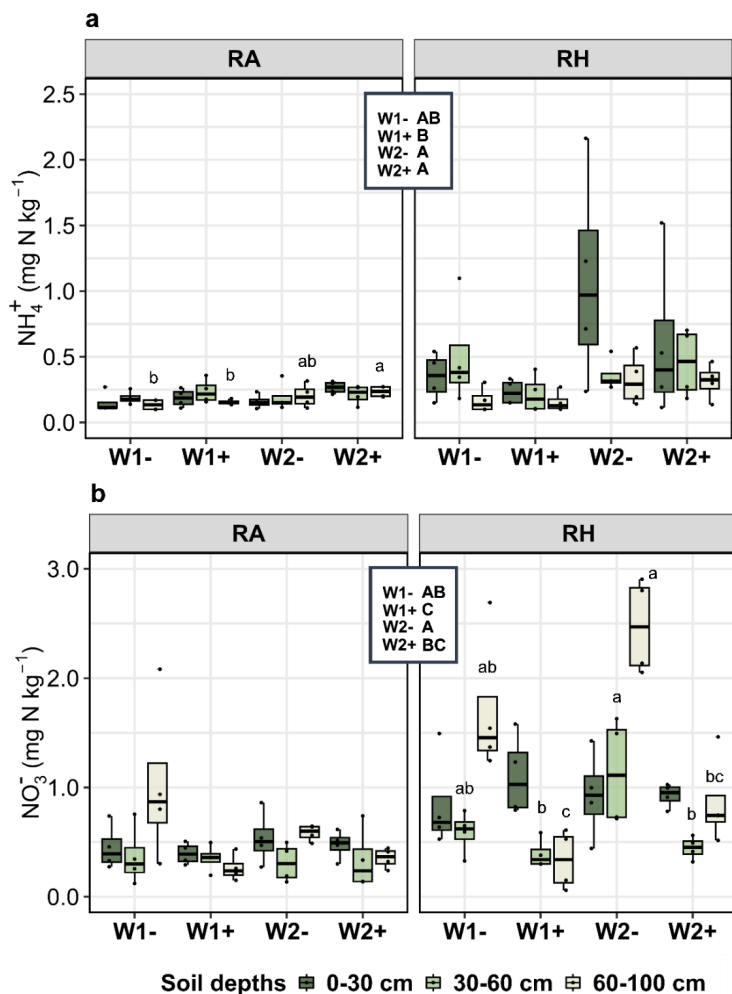 a
RA RH
2.5
2.0
1.5
1.0
0.5
0.0
NH₄⁺ (mg N kg⁻¹)
W1- AB
W1+ B
W2- A
W2+ A
b b ab a
W1- W1+ W2- W2+ W1- W1+ W2- W2+
b
RA RH
3.0
2.0
1.0
0.0
NO₃⁻ (mg N kg⁻¹)
W1- AB
W1+ C
W2- A
W2+ BC
a
ab
a
ab bc
b c b
W1- W1+ W2- W2+ W1- W1+ W2- W2+
Soil depths 0-30 cm 30-60 cm 60-100 cm